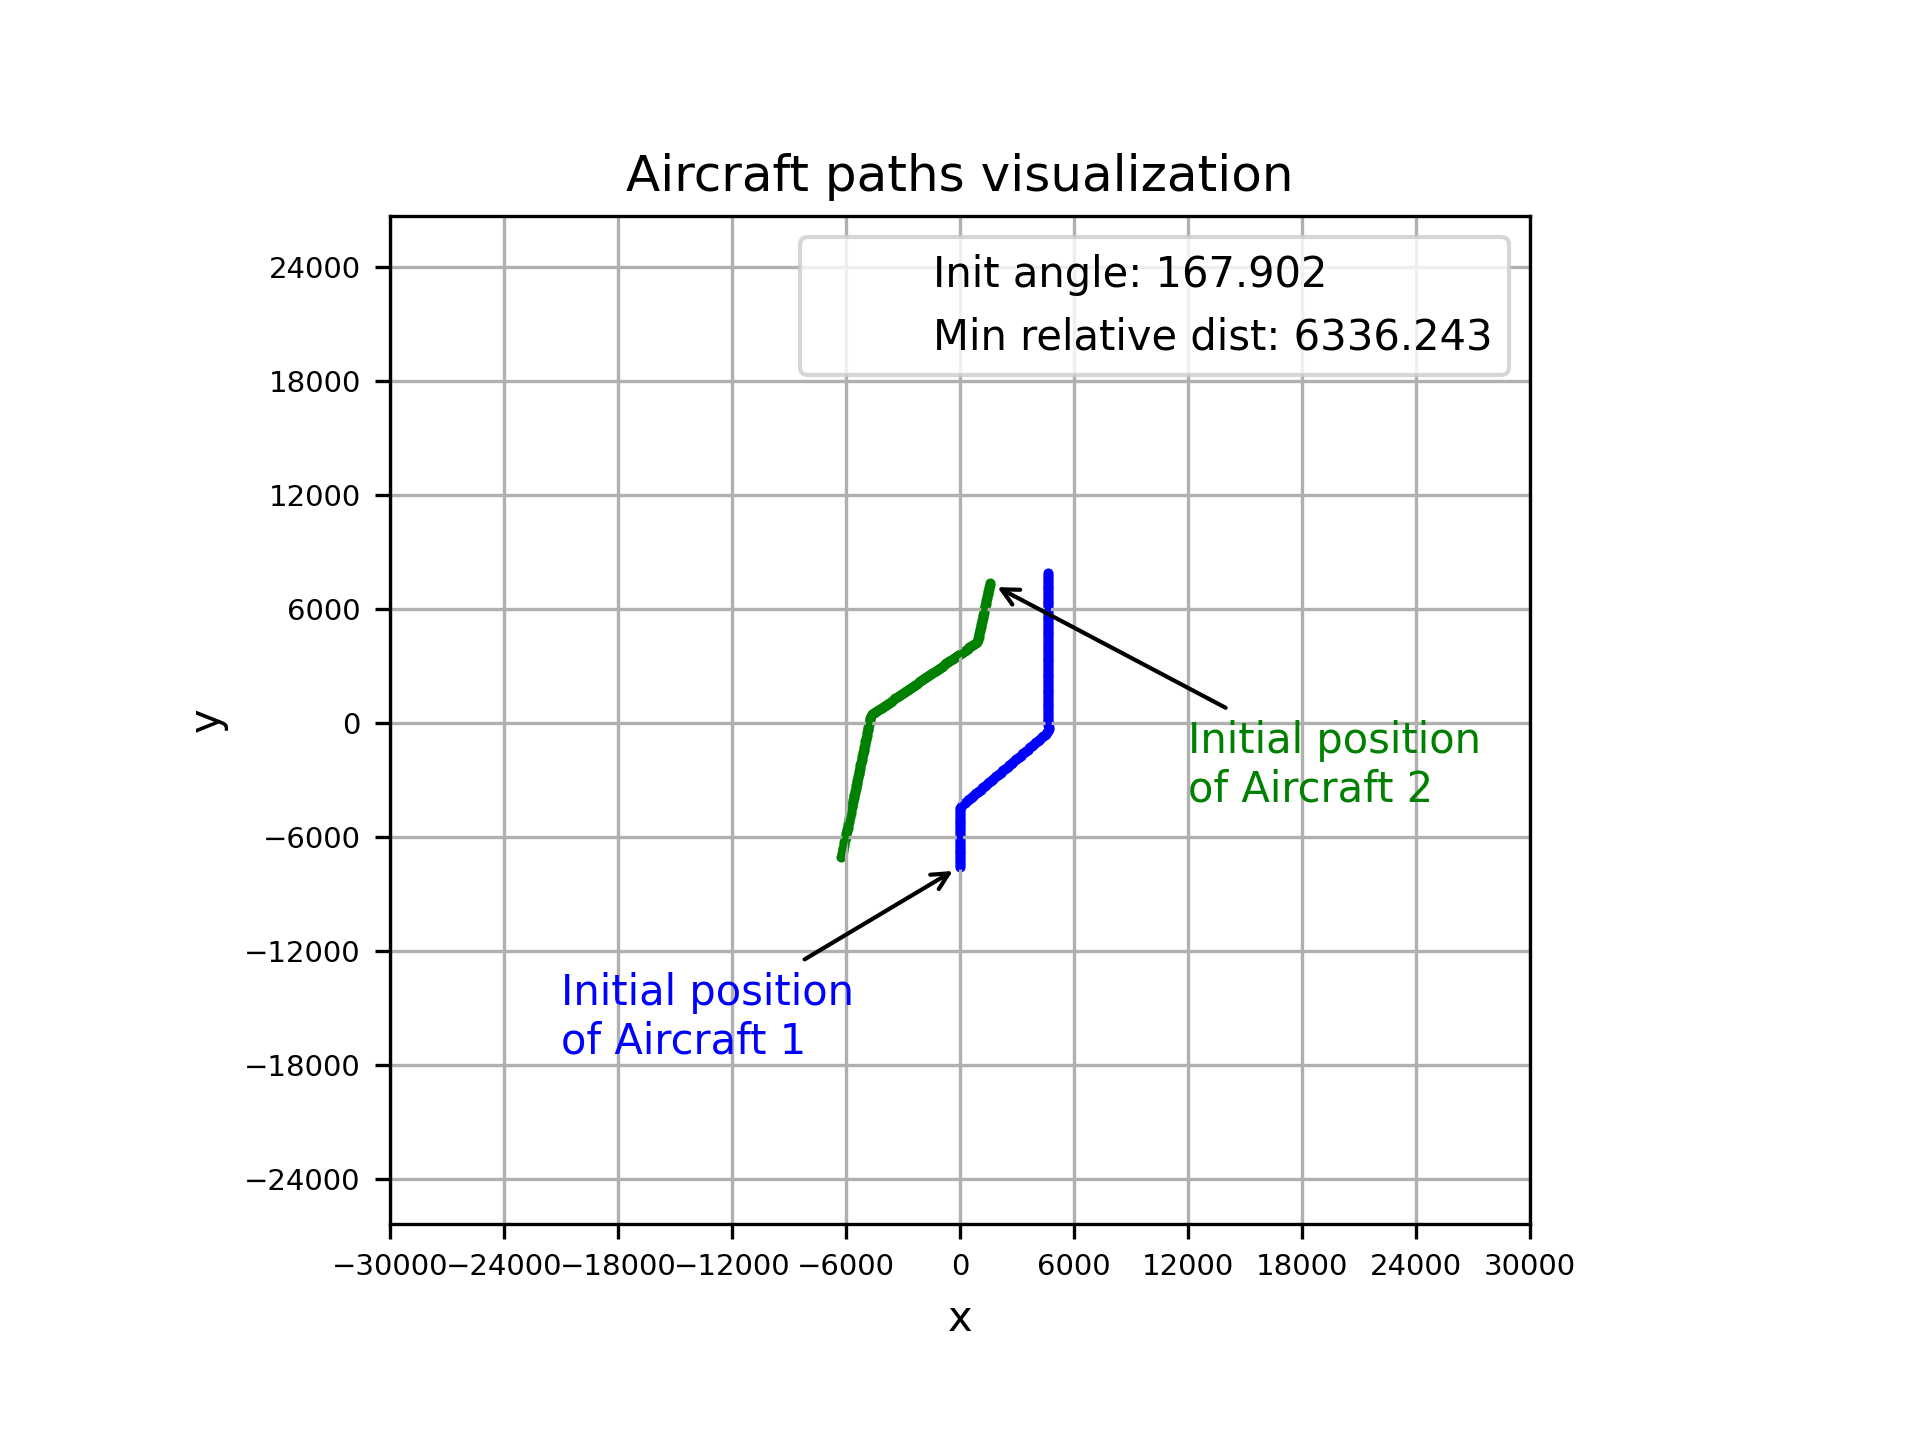 Aircraft paths visualization
Init angle: 167.902
Min relative dist: 6336.243
24000
18000
12000
6000
0
−6000
−12000
−18000
−24000
y
Initial position
of Aircraft 2
Initial position
of Aircraft 1
−30000 −24000 −18000 −12000 −6000 0 6000 12000 18000 24000 30000
x